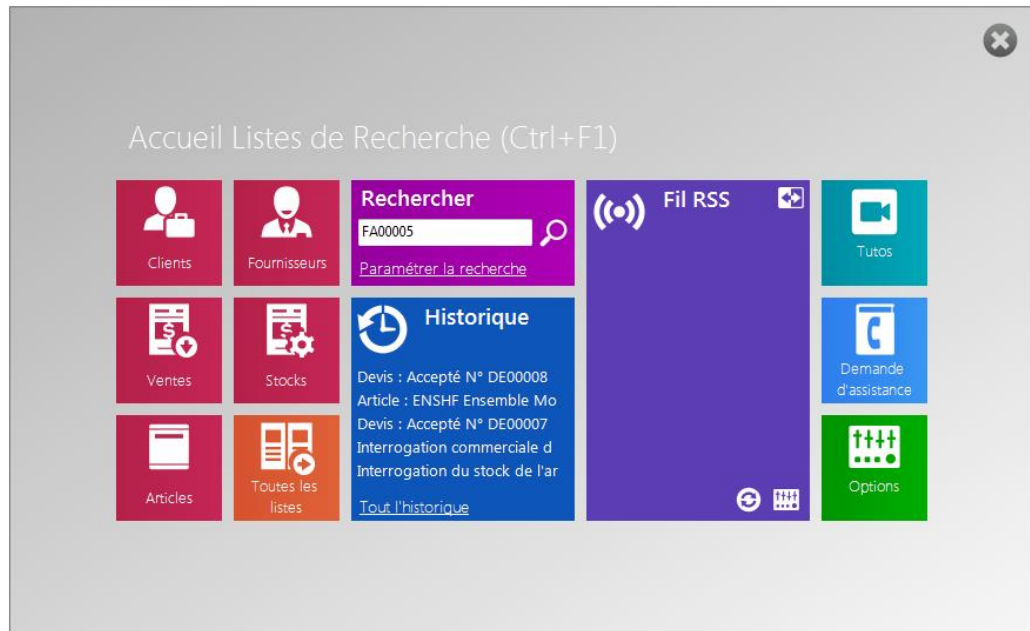 Accueil Listes de Recherche (Ctrl+F1)
Clients
Fournisseurs
Rechercher
FA00005
Paramétrer la recherche
Fil RSS
Tutos
Ventes
Stocks
Historique
Devis : Accepté N° DE00008
Article : ENSHF Ensemble Mo
Devis : Accepté N° DE00007
Interrogation commerciale d
Interrogation du stock de l'ar
Tout l'historique
Demande
d'assistance
Articles
Toutes les
listes
Options